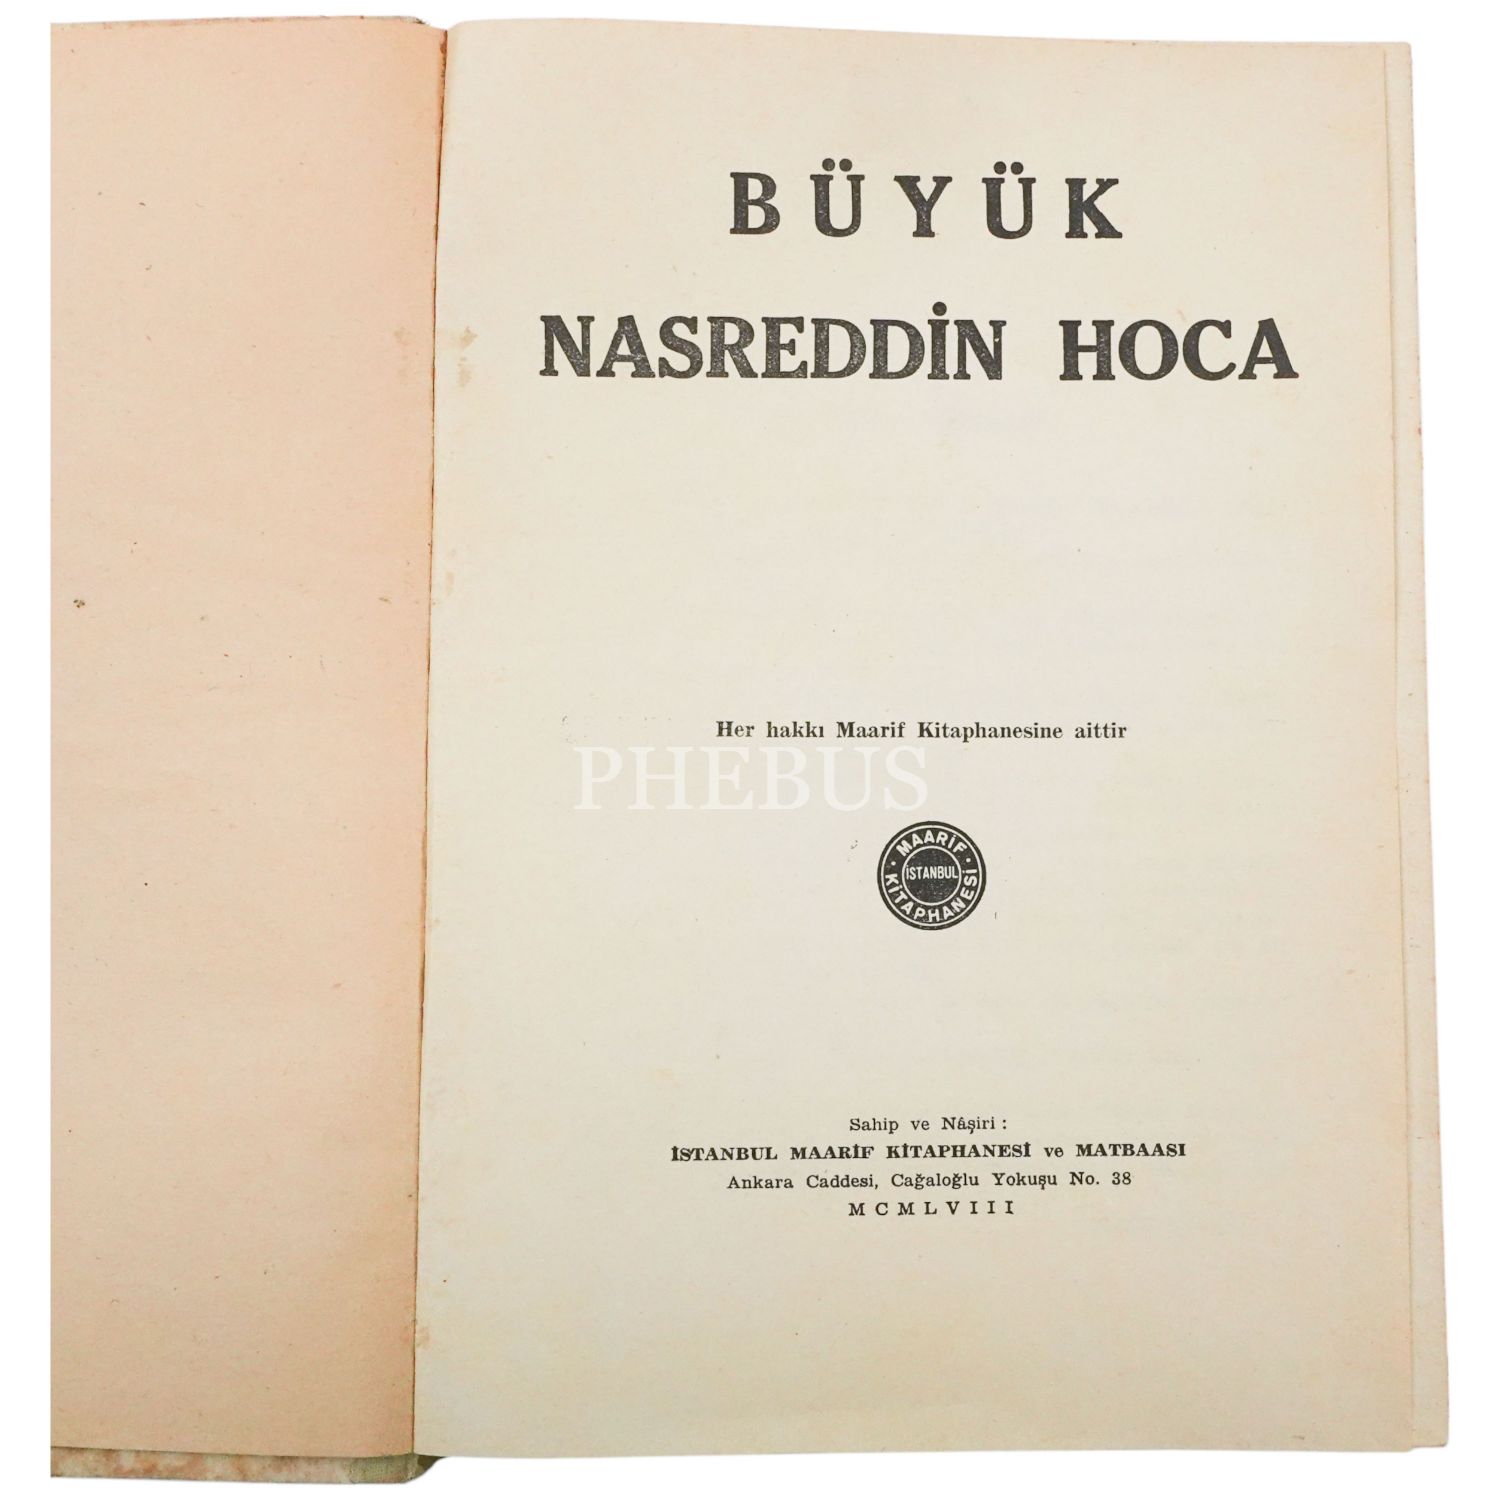 BÜYÜK
NASREDDİN HOCA
Her hakkı Maarif Kitaphanesine aittir
PHEBUS
MAARİF
İSTANBUL
KİTAPHANESİ
Sahip ve Nâşiri :
İSTANBUL MAARİF KİTAPHANESİ ve MATBAASI
Ankara Caddesi, Cağaloğlu Yokuşu No. 38
MCMLVIII